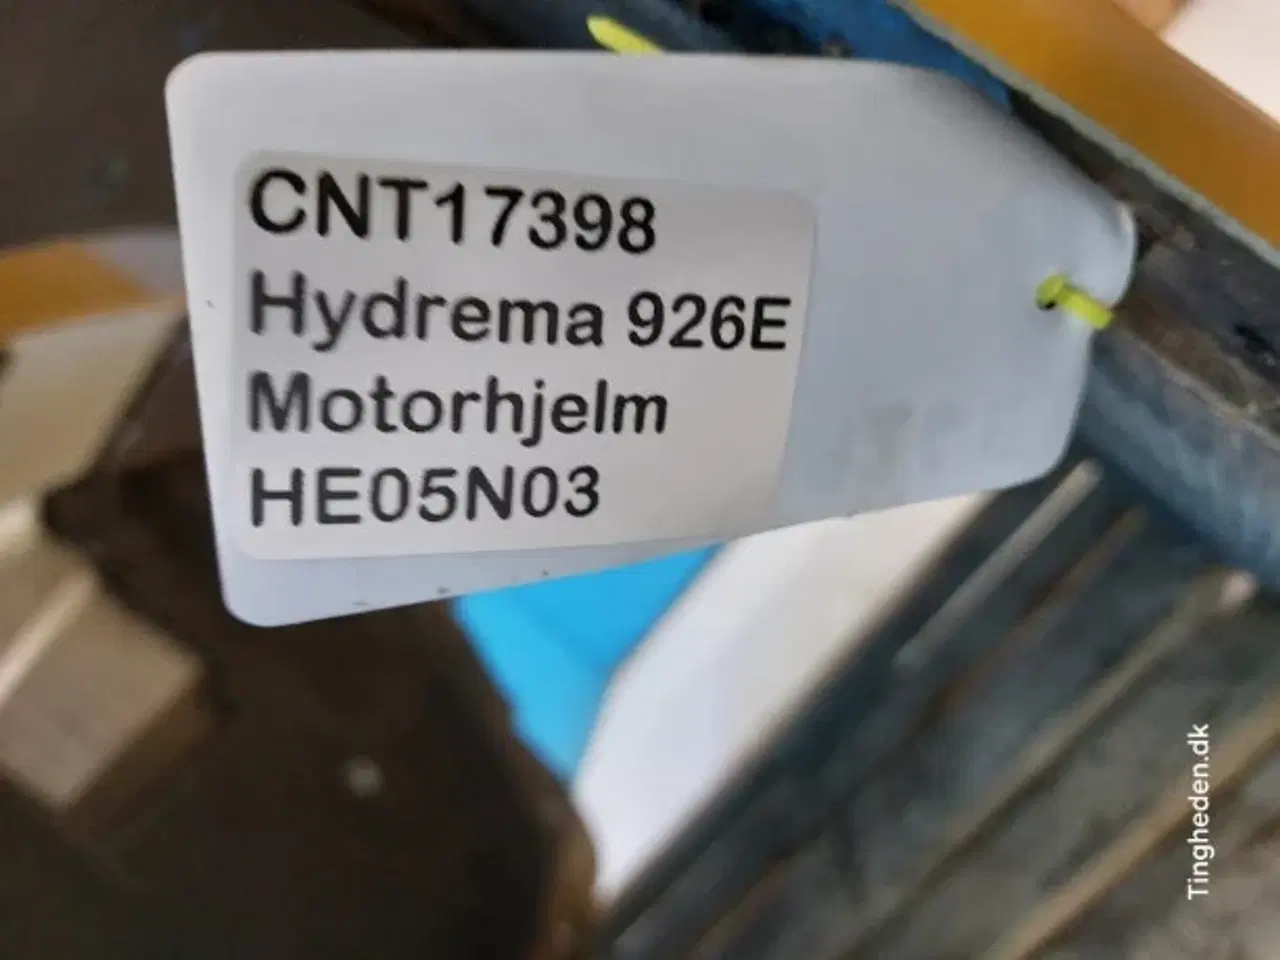 CNT17398
Hydrema 926E
Motorhjelm
HE05N03
Tingheden.dk